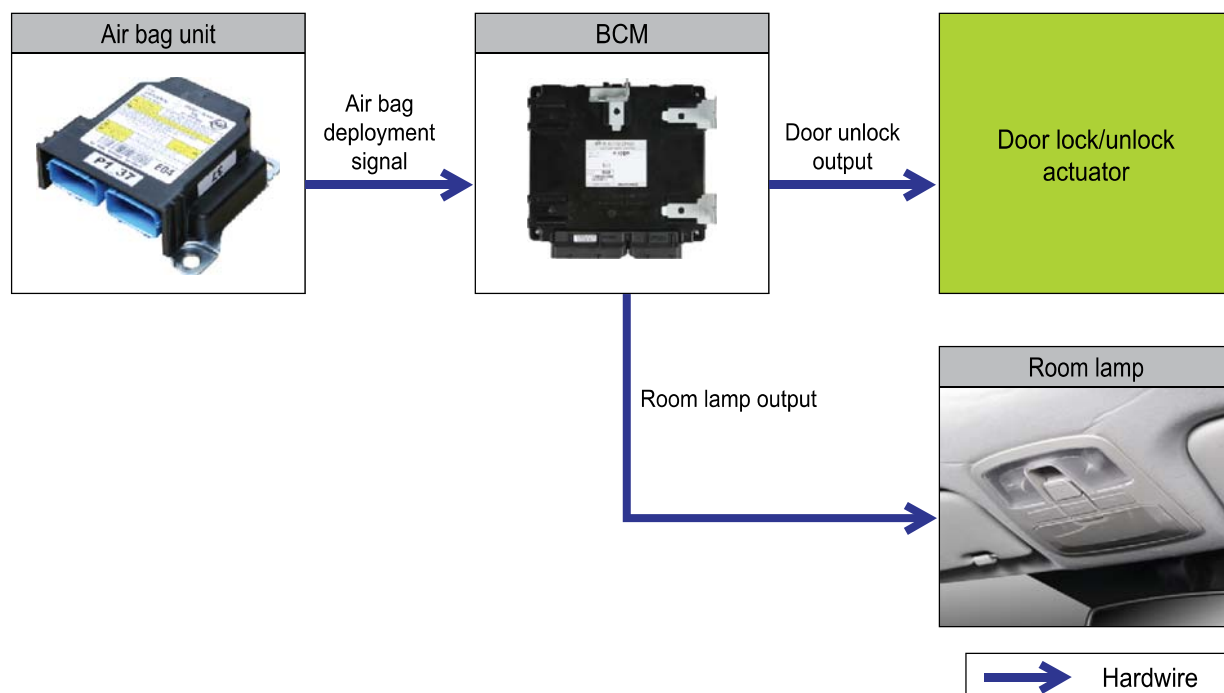 Air bag unit
BCM
Air bag
deployment
signal
Door unlock
output
Door lock/unlock
actuator
P1 37
E04
Room lamp output
Room lamp
Hardwire